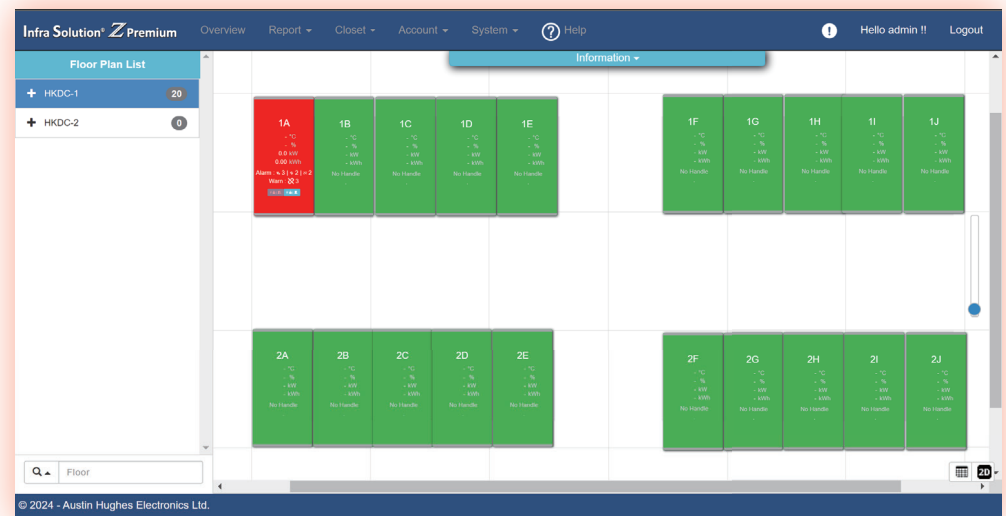 Infra Solution® Z Premium Overview Report Closet Account System ? Help ! Hello admin !! Logout
Floor Plan List
Information
HKDC-1 20
HKDC-2 0
1A
- °C
- %
0.0 kW
0.00 kWh
Alarm : 3 | 2 | 2
Warn : 3
1B
- °C
- %
- kW
- kWh
No Handle
1C
- °C
- %
- kW
- kWh
No Handle
1D
- °C
- %
- kW
- kWh
No Handle
1E
- °C
- %
- kW
- kWh
No Handle
1F
- °C
- %
- kW
- kWh
No Handle
1G
- °C
- %
- kW
- kWh
No Handle
1H
- °C
- %
- kW
- kWh
No Handle
1I
- °C
- %
- kW
- kWh
No Handle
1J
- °C
- %
- kW
- kWh
No Handle
2A
- °C
- %
- kW
- kWh
No Handle
2B
- °C
- %
- kW
- kWh
No Handle
2C
- °C
- %
- kW
- kWh
No Handle
2D
- °C
- %
- kW
- kWh
No Handle
2E
- °C
- %
- kW
- kWh
No Handle
2F
- °C
- %
- kW
- kWh
No Handle
2G
- °C
- %
- kW
- kWh
No Handle
2H
- °C
- %
- kW
- kWh
No Handle
2I
- °C
- %
- kW
- kWh
No Handle
2J
- °C
- %
- kW
- kWh
No Handle
Floor
2D
© 2024 - Austin Hughes Electronics Ltd.